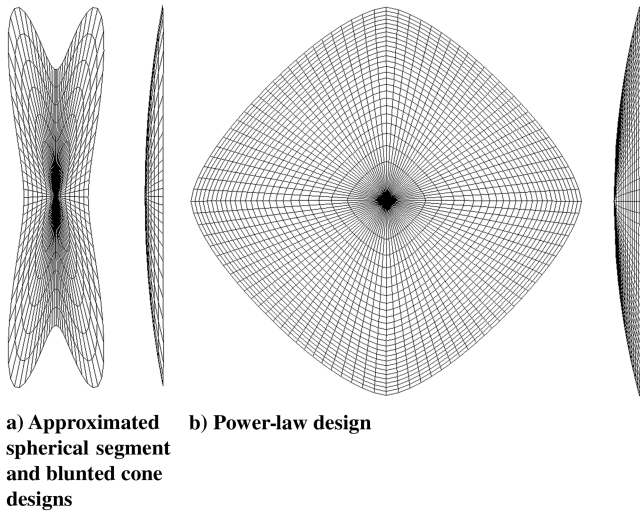 a) Approximated
spherical segment
and blunted cone
designs
b) Power-law design